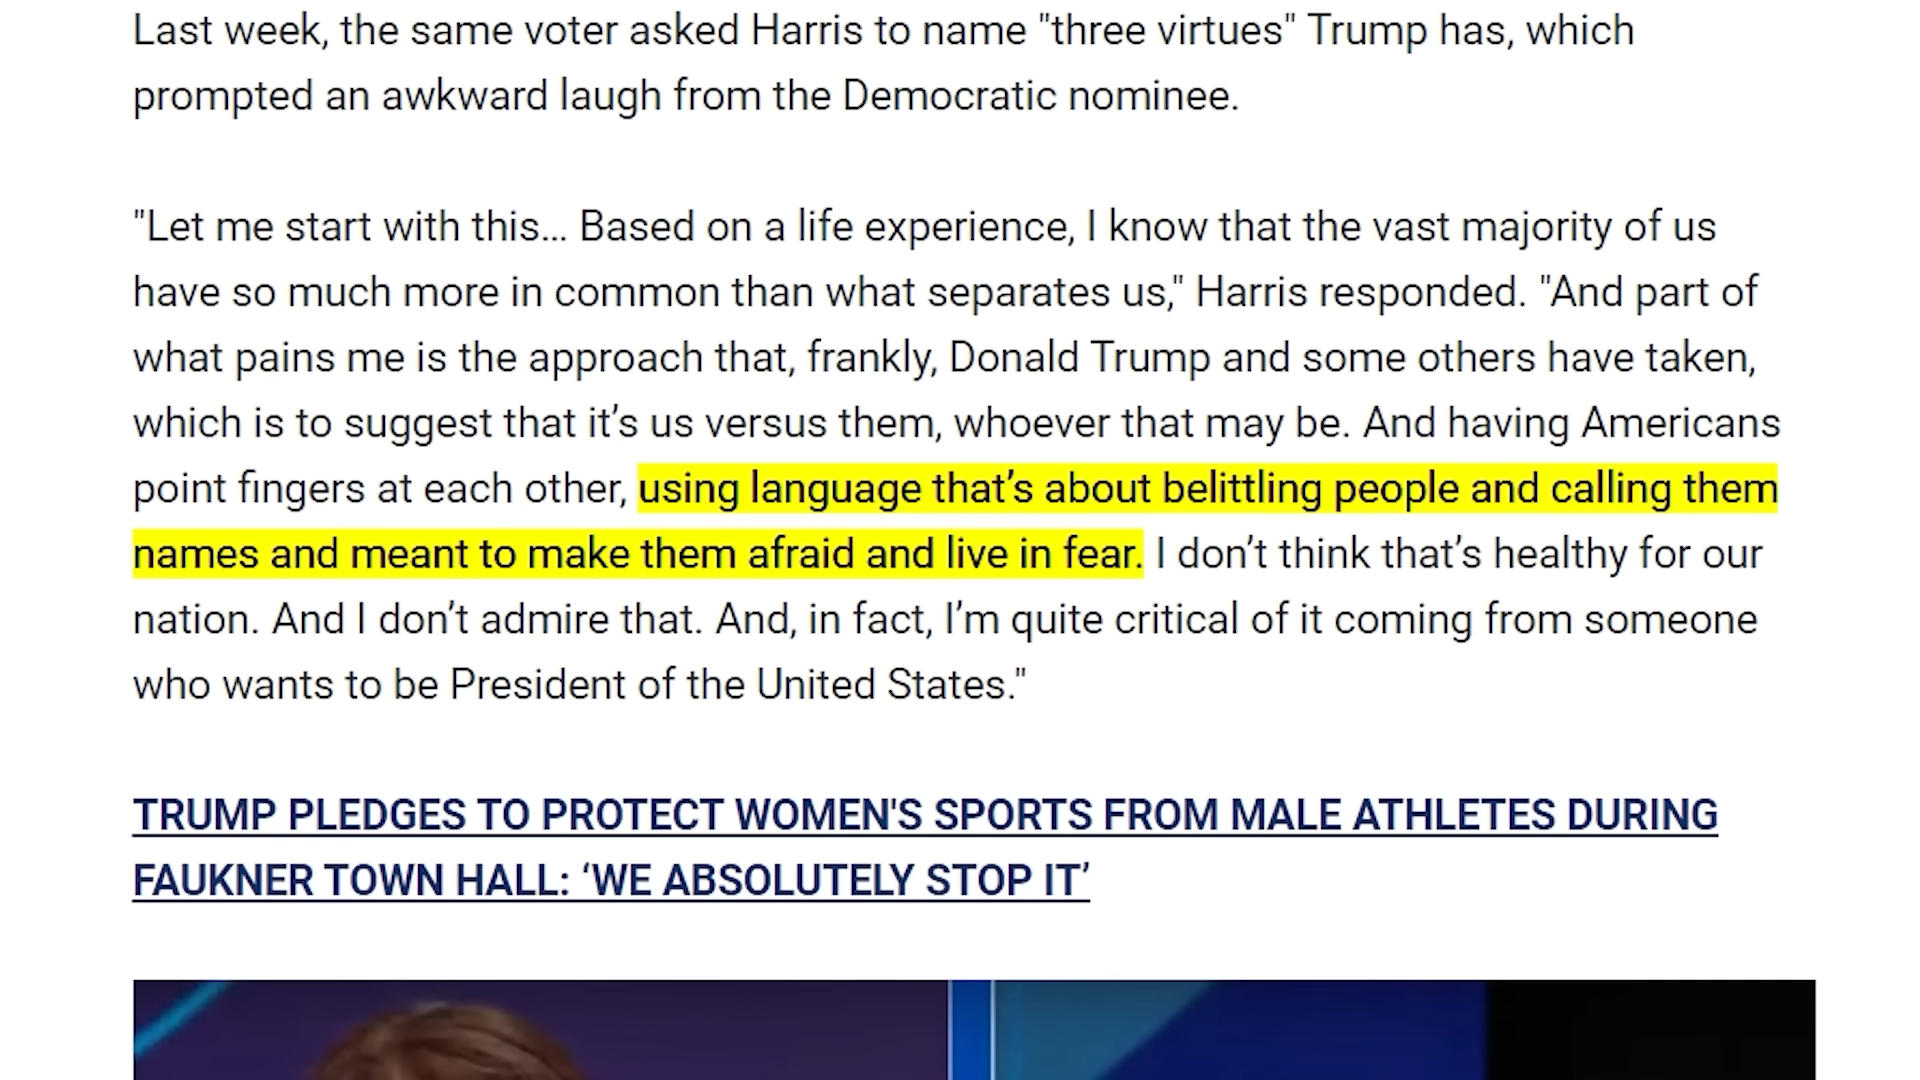 Last week, the same voter asked Harris to name "three virtues" Trump has, which
prompted an awkward laugh from the Democratic nominee.
"Let me start with this… Based on a life experience, I know that the vast majority of us
have so much more in common than what separates us," Harris responded. "And part of
what pains me is the approach that, frankly, Donald Trump and some others have taken,
which is to suggest that it’s us versus them, whoever that may be. And having Americans
point fingers at each other, using language that’s about belittling people and calling them
names and meant to make them afraid and live in fear. I don’t think that’s healthy for our
nation. And I don’t admire that. And, in fact, I’m quite critical of it coming from someone
who wants to be President of the United States."
TRUMP PLEDGES TO PROTECT WOMEN'S SPORTS FROM MALE ATHLETES DURING
FAUKNER TOWN HALL: ‘WE ABSOLUTELY STOP IT’